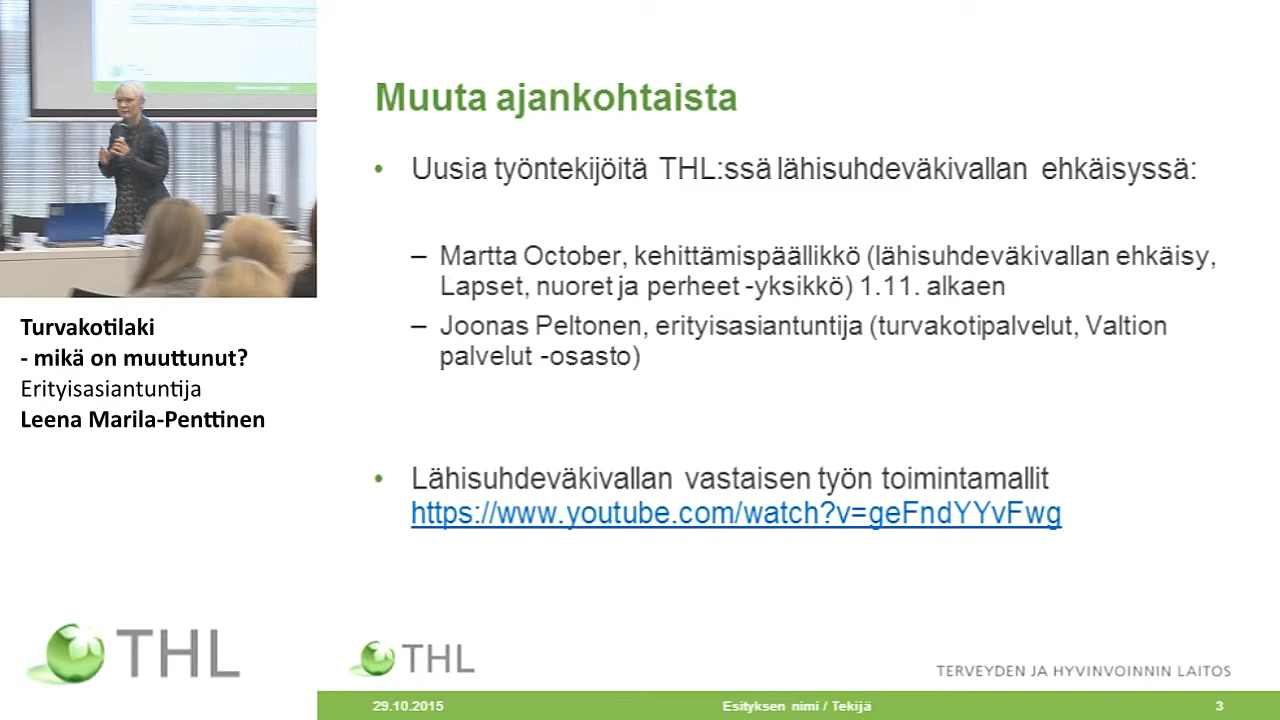 Turvakotilaki
- mikä on muuttunut?
Erityisasiantuntija
Leena Marila-Penttinen
THL
Muuta ajankohtaista
• Uusia työntekijöitä THL:ssä lähisuhdeväkivallan ehkäisyssä:
– Martta October, kehittämispäällikkö (lähisuhdeväkivallan ehkäisy,
Lapset, nuoret ja perheet -yksikkö) 1.11. alkaen
– Joonas Peltonen, erityisasiantuntija (turvakotipalvelut, Valtion
palvelut -osasto)
• Lähisuhdeväkivallan vastaisen työn toimintamallit
https://www.youtube.com/watch?v=geFndYYvFwg
THL
TERVEYDEN JA HYVINVOINNIN LAITOS
29.10.2015 Esityksen nimi / Tekijä 3